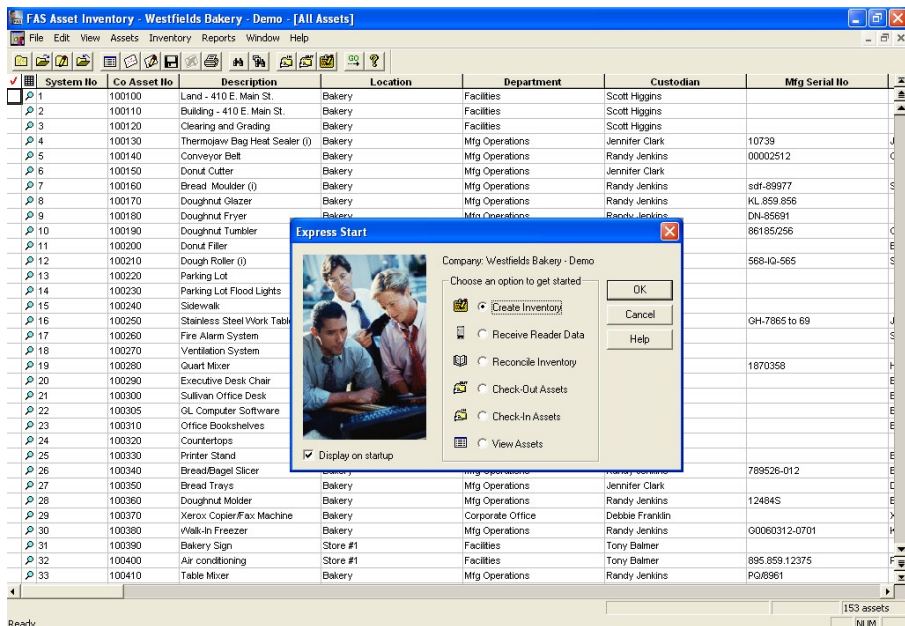 FAS Asset Inventory - Westfields Bakery - Demo - [All Assets]
File Edit View Assets Inventory Reports Window Help
GO
System No Co Asset No Description Location Department Custodian Mfg Serial No
1 100100 Land - 410 E. Main St. Bakery Facilities Scott Higgins
2 100110 Building - 410 E. Main St. Bakery Facilities Scott Higgins
3 100120 Clearing and Grading Bakery Facilities Scott Higgins
4 100130 Thermojaw Bag Heat Sealer (i) Bakery Mfg Operations Jennifer Clark 10739
5 100140 Conveyor Belt Bakery Mfg Operations Randy Jenkins 00002512
6 100150 Donut Cutter Bakery Mfg Operations Jennifer Clark
7 100160 Bread Moulder (i) Bakery Mfg Operations Randy Jenkins sdf-89977
8 100170 Doughnut Glazer Bakery Mfg Operations Randy Jenkins KL.859.856
9 100180 Doughnut Fryer Bakery Mfg Operations Randy Jenkins DN-85691
10 100190 Doughnut Tumbler 86185/256
11 100200 Donut Filler
12 100210 Dough Roller (i) 568-IQ-565
13 100220 Parking Lot
14 100230 Parking Lot Flood Lights
15 100240 Sidewalk
16 100250 Stainless Steel Work Table GH-7865 to 69
17 100260 Fire Alarm System
18 100270 Ventilation System
19 100280 Quart Mixer 1870358
20 100290 Executive Desk Chair
21 100300 Sullivan Office Desk
22 100305 GL Computer Software
23 100310 Office Bookshelves
24 100320 Countertops
25 100330 Printer Stand
26 100340 Bread/Bagel Slicer Bakery Mfg Operations Randy Jenkins 789526-012
27 100350 Bread Trays Bakery Mfg Operations Jennifer Clark
28 100360 Doughnut Molder Bakery Mfg Operations Randy Jenkins 12484S
29 100370 Xerox Copier/Fax Machine Bakery Corporate Office Debbie Franklin
30 100380 Walk-In Freezer Bakery Mfg Operations Randy Jenkins G0060312-0701
31 100390 Bakery Sign Store #1 Facilities Tony Balmer
32 100400 Air conditioning Store #1 Facilities Tony Balmer 895.859.12375
33 100410 Table Mixer Bakery Mfg Operations Randy Jenkins PQ/8961
Express Start
Company: Westfields Bakery - Demo
Choose an option to get started
Create Inventory
Receive Reader Data
Reconcile Inventory
Check-Out Assets
Check-In Assets
View Assets
OK
Cancel
Help
Display on startup
153 assets
Ready NUM